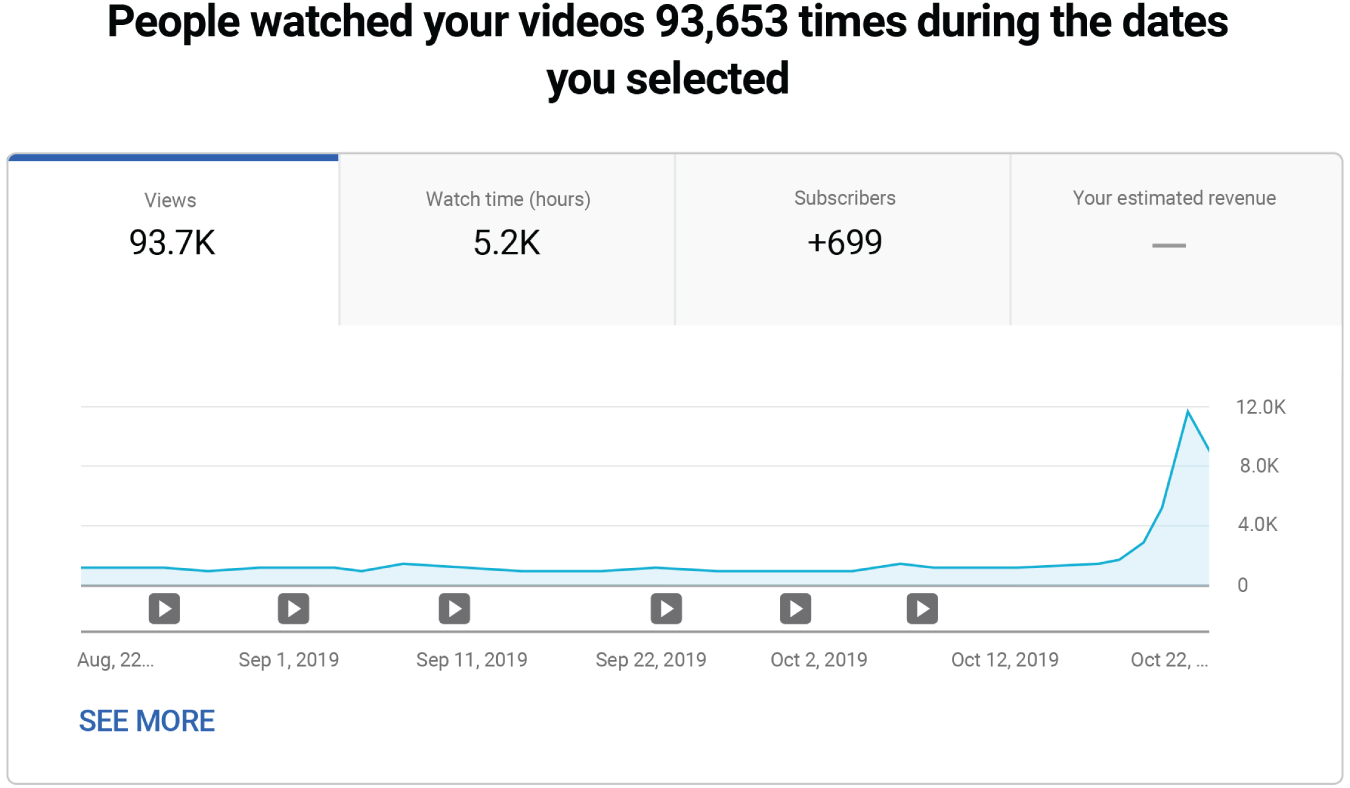 People watched your videos 93,653 times during the dates
you selected
Views
93.7K
Watch time (hours)
5.2K
Subscribers
+699
Your estimated revenue
—
12.0K
8.0K
4.0K
0
Aug, 22... Sep 1, 2019 Sep 11, 2019 Sep 22, 2019 Oct 2, 2019 Oct 12, 2019 Oct 22, ...
SEE MORE